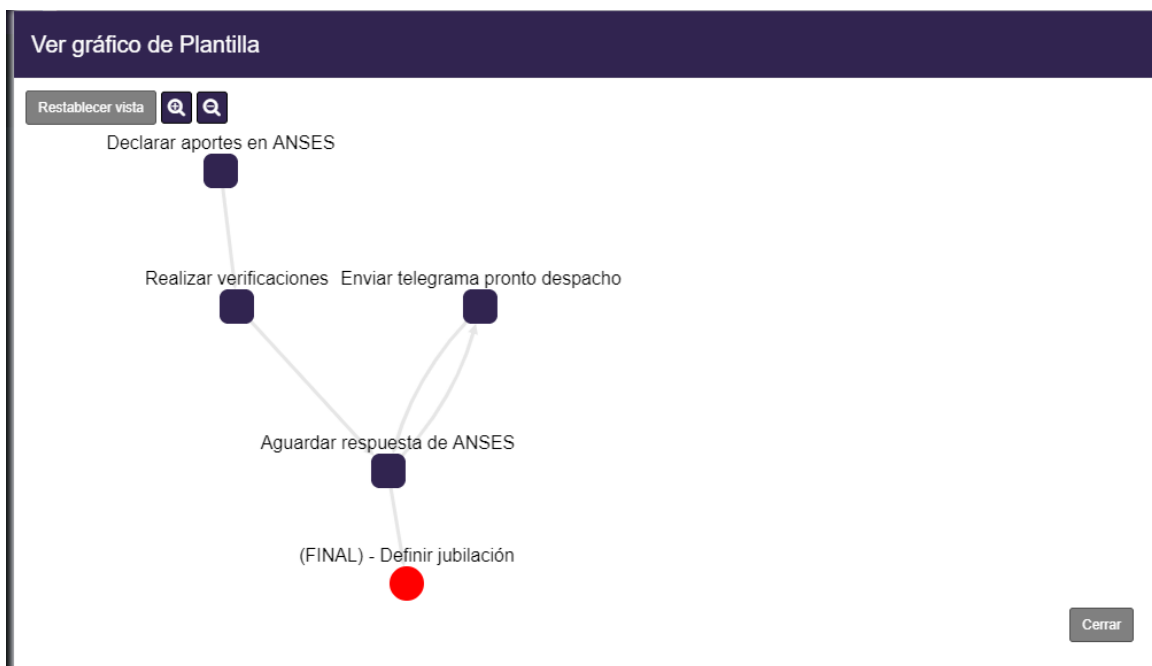 Ver gráfico de Plantilla
Restablecer vista
Declarar aportes en ANSES
Realizar verificaciones
Enviar telegrama pronto despacho
Aguardar respuesta de ANSES
(FINAL) - Definir jubilación
Cerrar